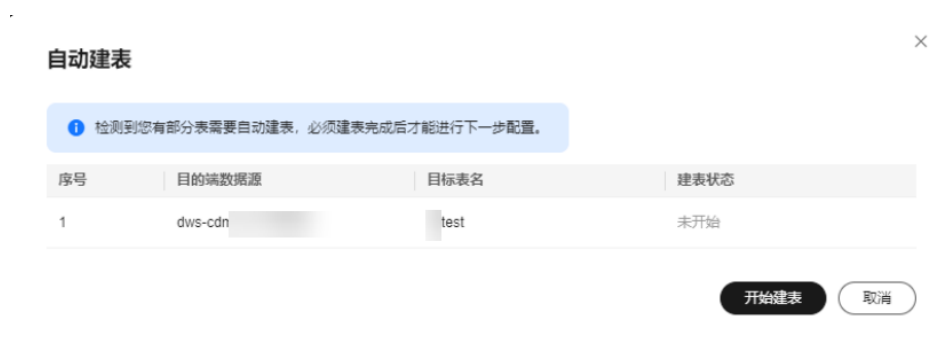 自动建表
检测到您有部分表需要自动建表，必须建表完成后才能进行下一步配置。
序号 目的端数据源 目标表名 建表状态
1 dws-cdn test 未开始
开始建表 取消